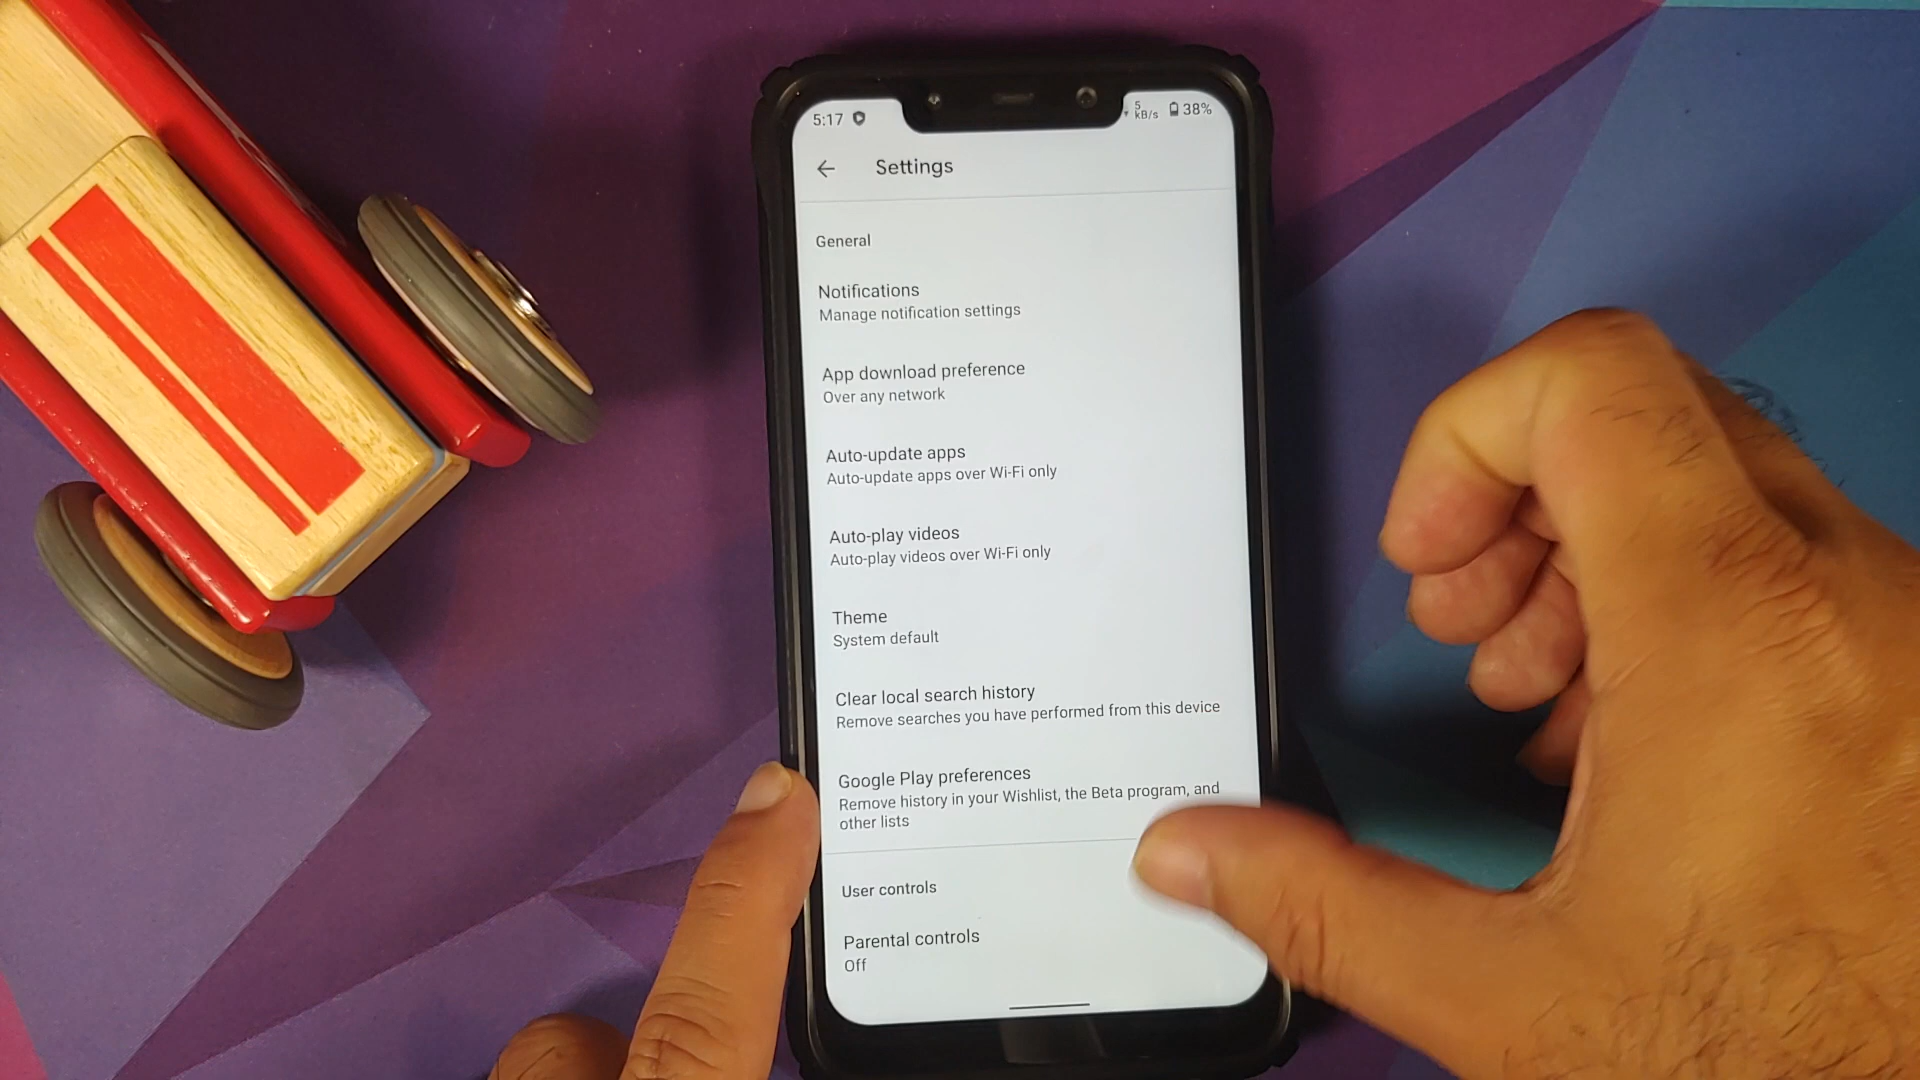 5:17
5
kB/s
38%
Settings
General
Notifications
Manage notification settings
App download preference
Over any network
Auto-update apps
Auto-update apps over Wi-Fi only
Auto-play videos
Auto-play videos over Wi-Fi only
Theme
System default
Clear local search history
Remove searches you have performed from this device
Google Play preferences
Remove history in your Wishlist, the Beta program, and
other lists
User controls
Parental controls
Off